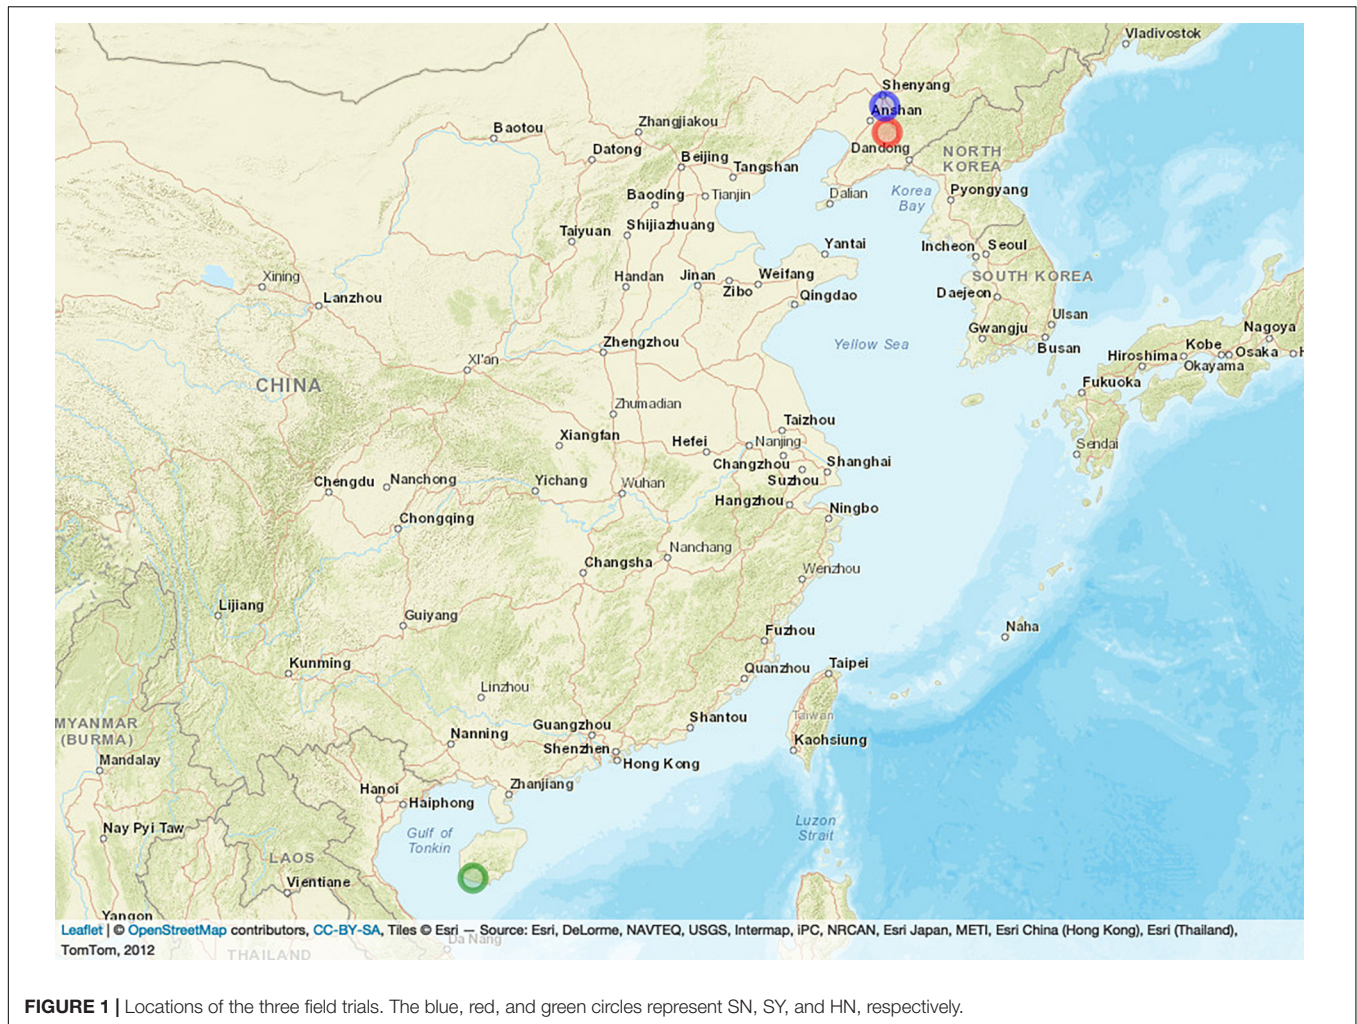 Vladivostok
Shenyang
Anshan
Zhangjiakou
Baotou
Datong
Dandong
NORTH
KOREA
Beijing
Tangshan
Baoding
Tianjin
Dalian
Korea
Bay
Pyongyang
Shijiazhuang
Taiyuan
Yantai
Incheon
Seoul
Xining
Handan
Jinan
Weifang
SOUTH KOREA
Zibo
Qingdao
Daejeon
Lanzhou
Ulsan
Gwangju
Nagoya
Zhengzhou
Yellow Sea
Busan
Kobe
Hiroshima
Osaka
H
Okayama
XI'an
CHINA
Fukuoka
Zhumadian
Taizhou
Xiangfan
Hefei
Nanjing
Sendai
Changzhou
Shanghai
Chengdu
Nanchong
Yichang
Wuhan
Suzhou
Hangzhou
Ningbo
Chongqing
Nanchang
Changsha
Wenzhou
Lijiang
Guiyang
Fuzhou
Naha
Kunming
Quanzhou
Taipei
Linzhou
MYANMAR
(BURMA)
Shantou
Taiwan
Guangzhou
Nanning
Shenzhen
Kaohsiung
Mandalay
Hong Kong
Hanoi
Zhanjiang
Haiphong
Nay Pyi Taw
Gulf of
Tonkin
Luzon
Strait
LAOS
Vientiane
Yangon
Leaflet | © OpenStreetMap contributors, CC-BY-SA, Tiles © Esri — Source: Esri, DeLorme, NAVTEQ, USGS, Intermap, iPC, NRCAN, Esri Japan, METI, Esri China (Hong Kong), Esri (Thailand),
TomTom, 2012
Da Nang
THAILAND
FIGURE 1 | Locations of the three field trials. The blue, red, and green circles represent SN, SY, and HN, respectively.